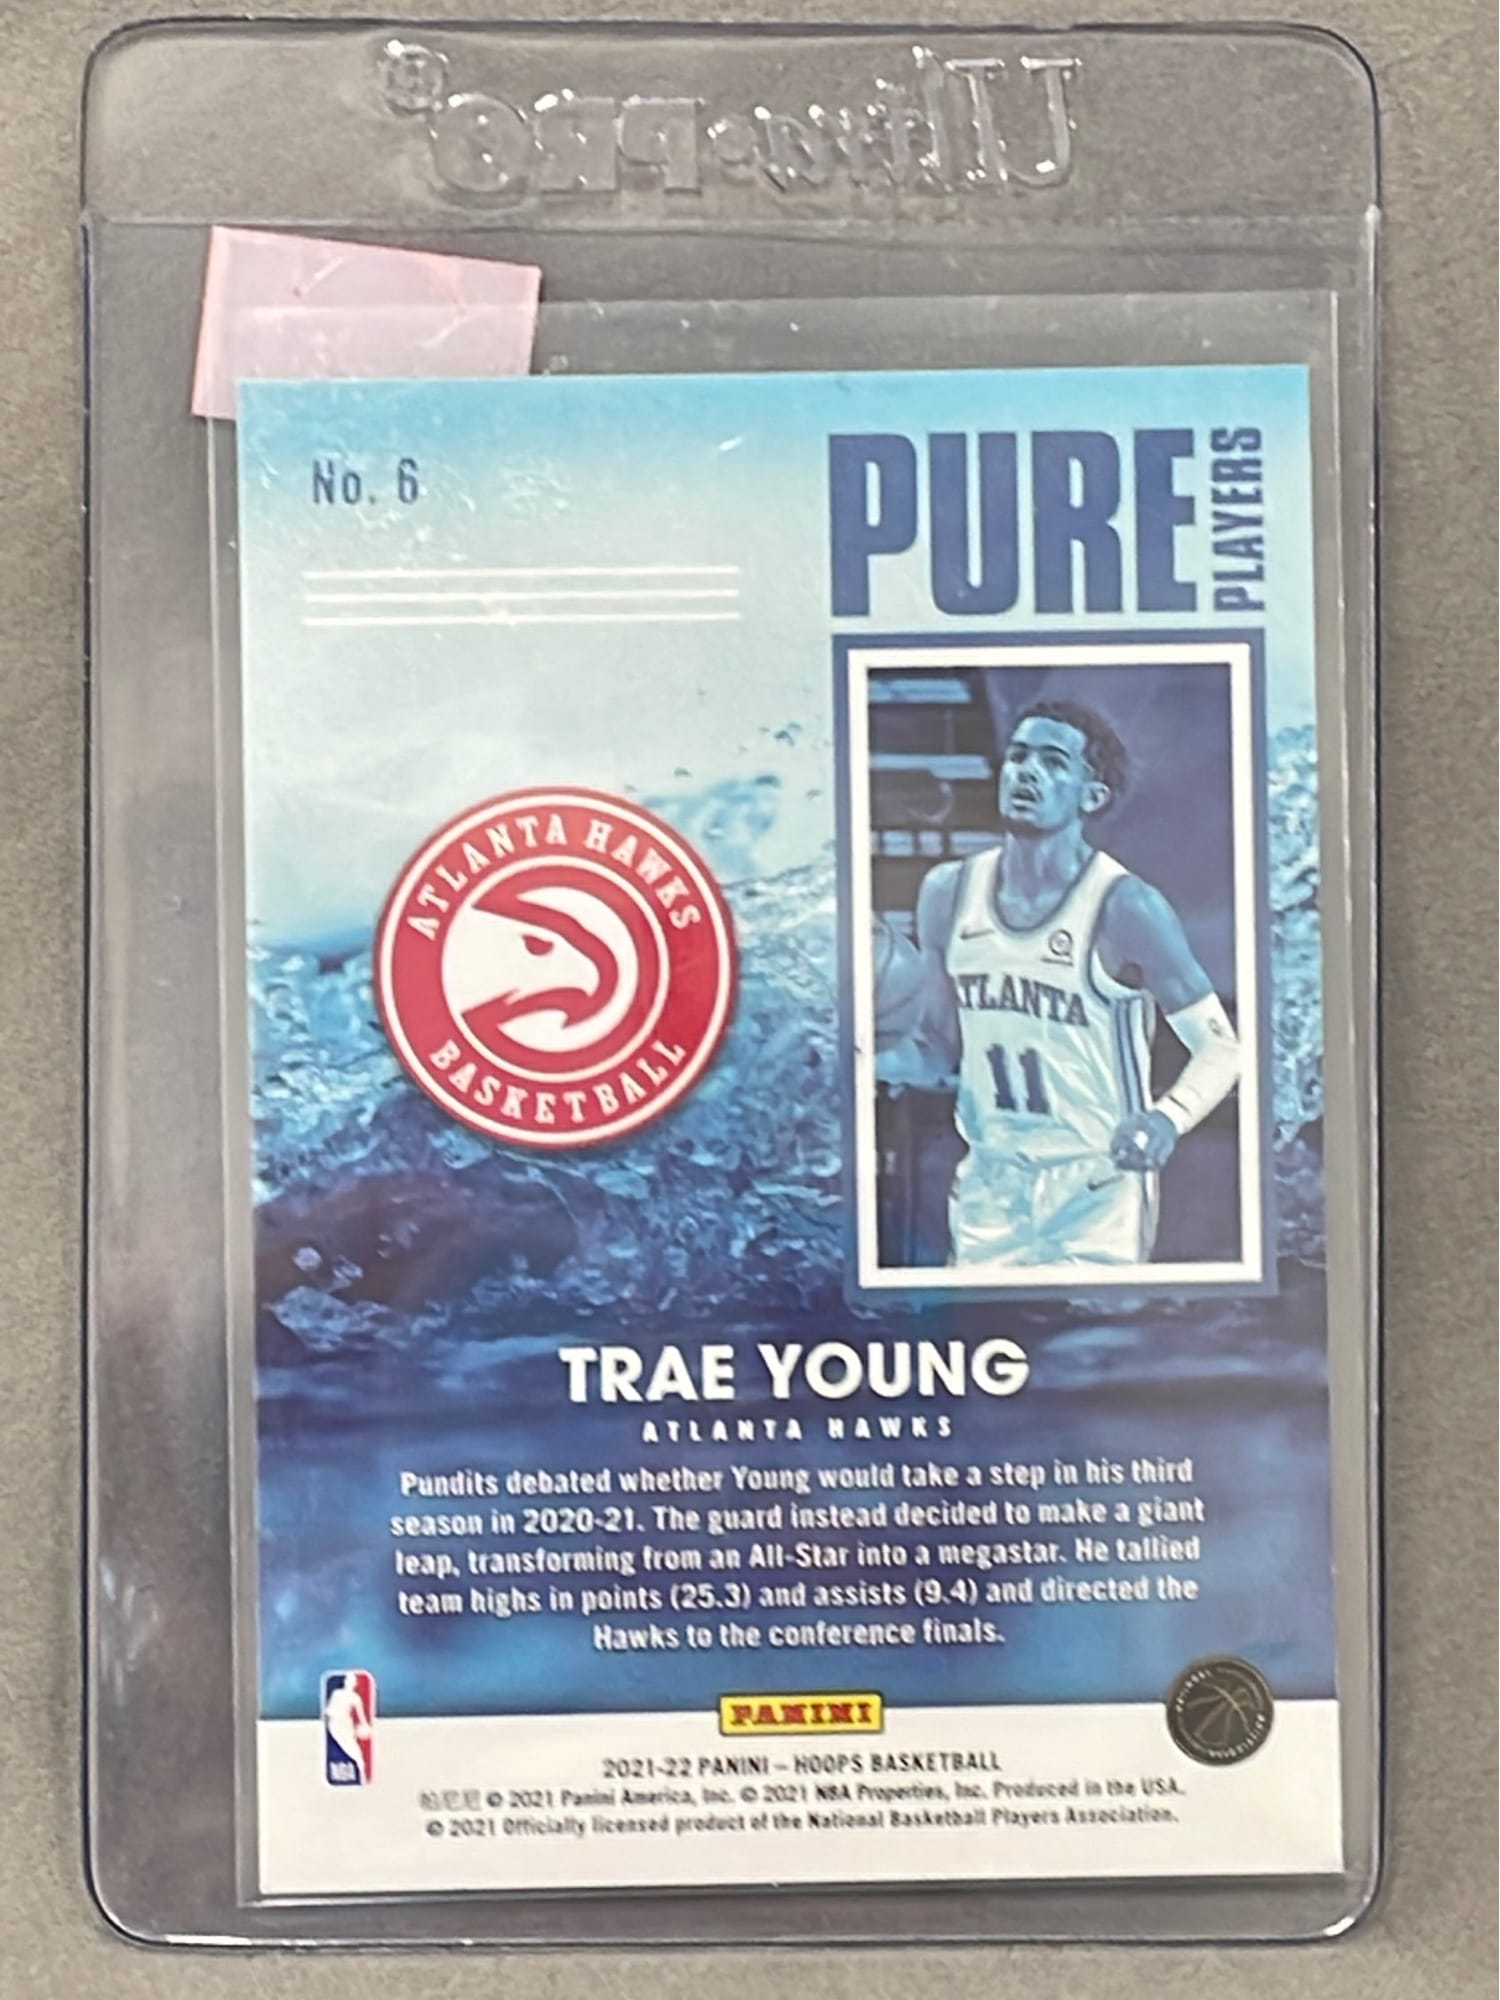 Ultra•PRO®
No. 6
PURE
PLAYERS
ATLANTA HAWKS
BASKETBALL
ATLANTA
11
TRAE YOUNG
ATLANTA HAWKS
Pundits debated whether Young would take a step in his third
season in 2020-21. The guard instead decided to make a giant
leap, transforming from an All-Star into a megastar. He tallied
team highs in points (25.3) and assists (9.4) and directed the
Hawks to the conference finals.
NBA
PANINI
2021-22 PANINI – HOOPS BASKETBALL
帕尼尼 © 2021 Panini America, Inc. © 2021 NBA Properties, Inc. Produced in the USA.
© 2021 Officially licensed product of the National Basketball Players Association.